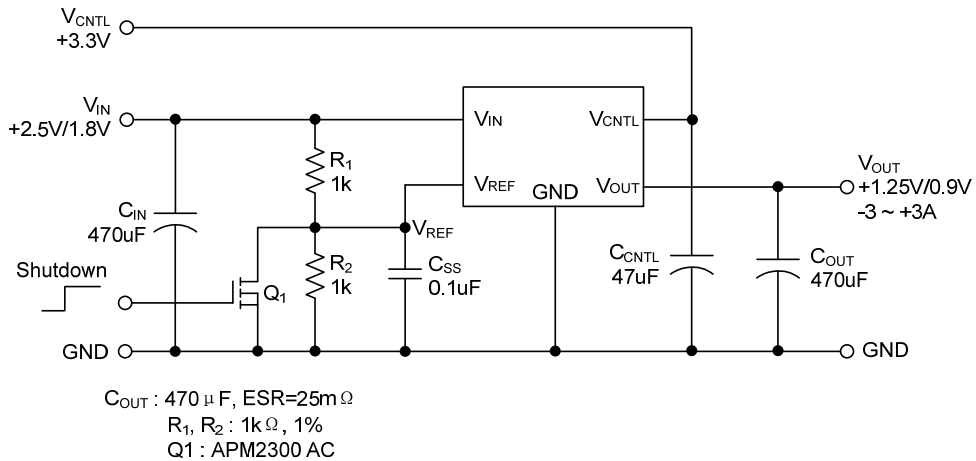 VCNTL
+3.3V
VIN
+2.5V/1.8V
VIN
VCNTL
R1
1k
VREF
GND
VOUT
VOUT
+1.25V/0.9V
-3 ~ +3A
CIN
470uF
VREF
Shutdown
Q1
R2
1k
CSS
0.1uF
CCNTL
47uF
COUT
470uF
GND
GND
COUT : 470μF, ESR=25mΩ
R1, R2 : 1kΩ, 1%
Q1 : APM2300 AC